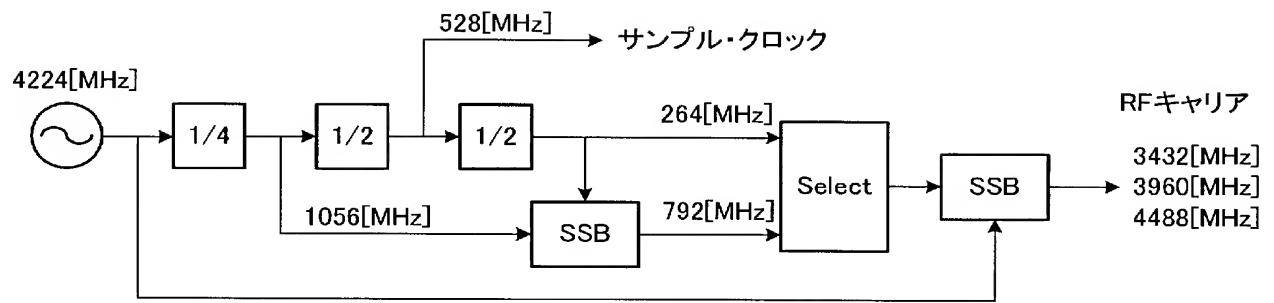 528[MHz]
サンプル・クロック
4224[MHz]
RFキャリア
1/4
1/2
1/2
264[MHz]
Select
SSB
3432[MHz]
3960[MHz]
4488[MHz]
1056[MHz]
SSB
792[MHz]